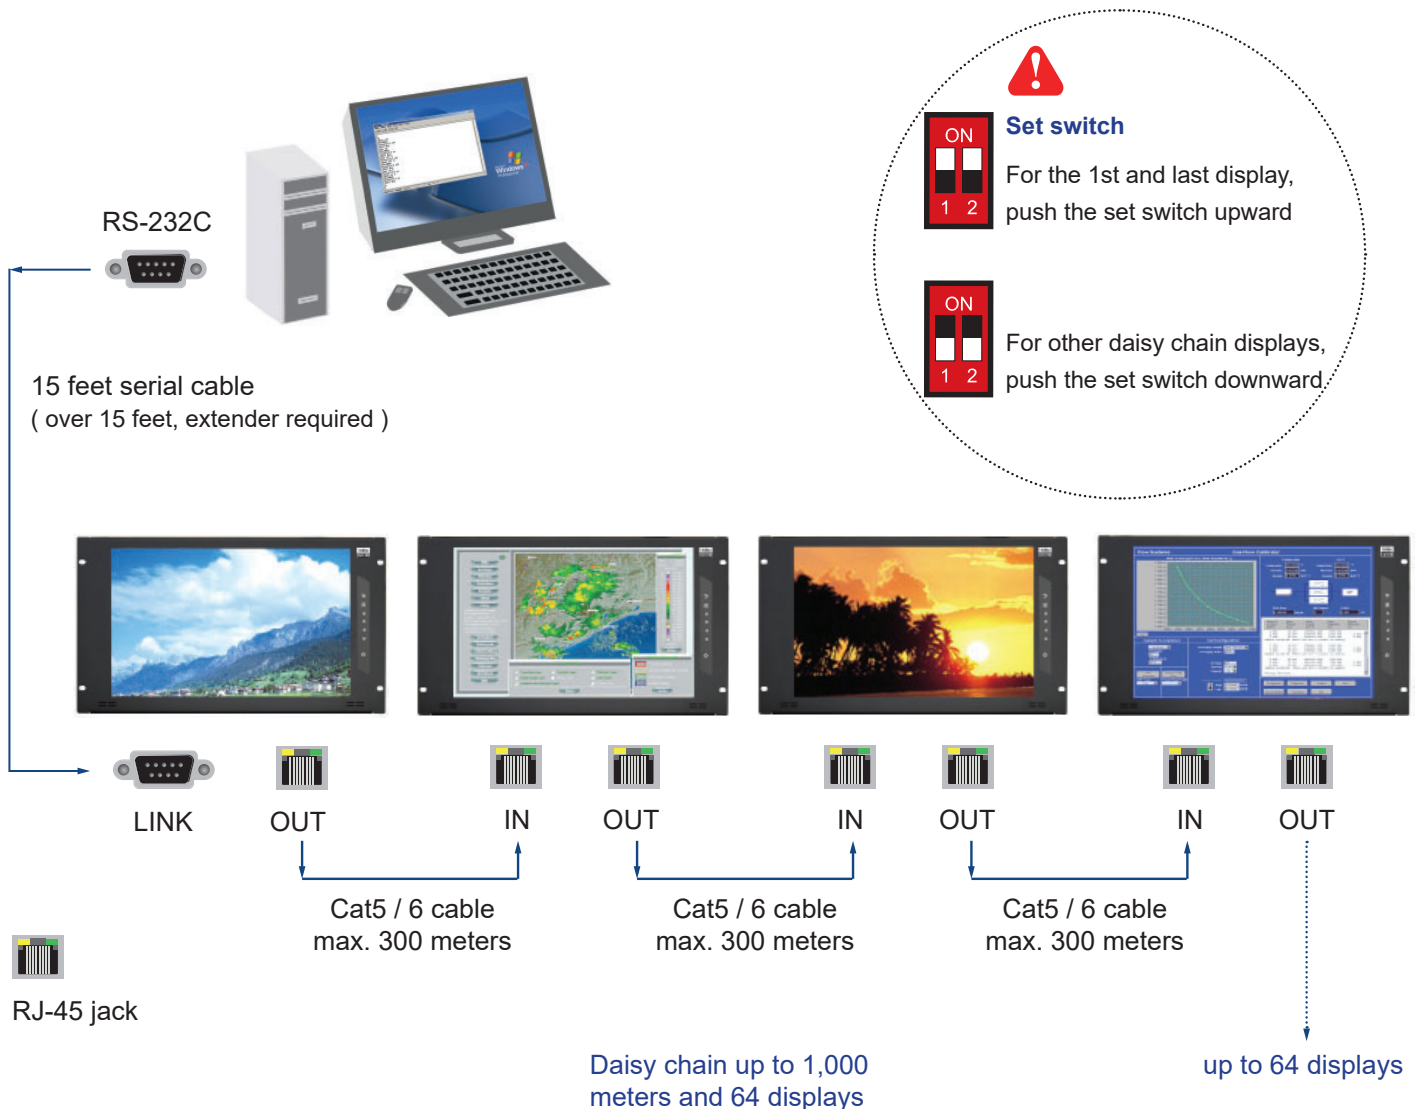 Set switch
ON
1 2
For the 1st and last display,
push the set switch upward
ON
1 2
For other daisy chain displays,
push the set switch downward.
RS-232C
Windows
15 feet serial cable
( over 15 feet, extender required )
LINK
OUT
IN
OUT
IN
OUT
IN
OUT
Cat5 / 6 cable
max. 300 meters
Cat5 / 6 cable
max. 300 meters
Cat5 / 6 cable
max. 300 meters
RJ-45 jack
Daisy chain up to 1,000
meters and 64 displays
up to 64 displays